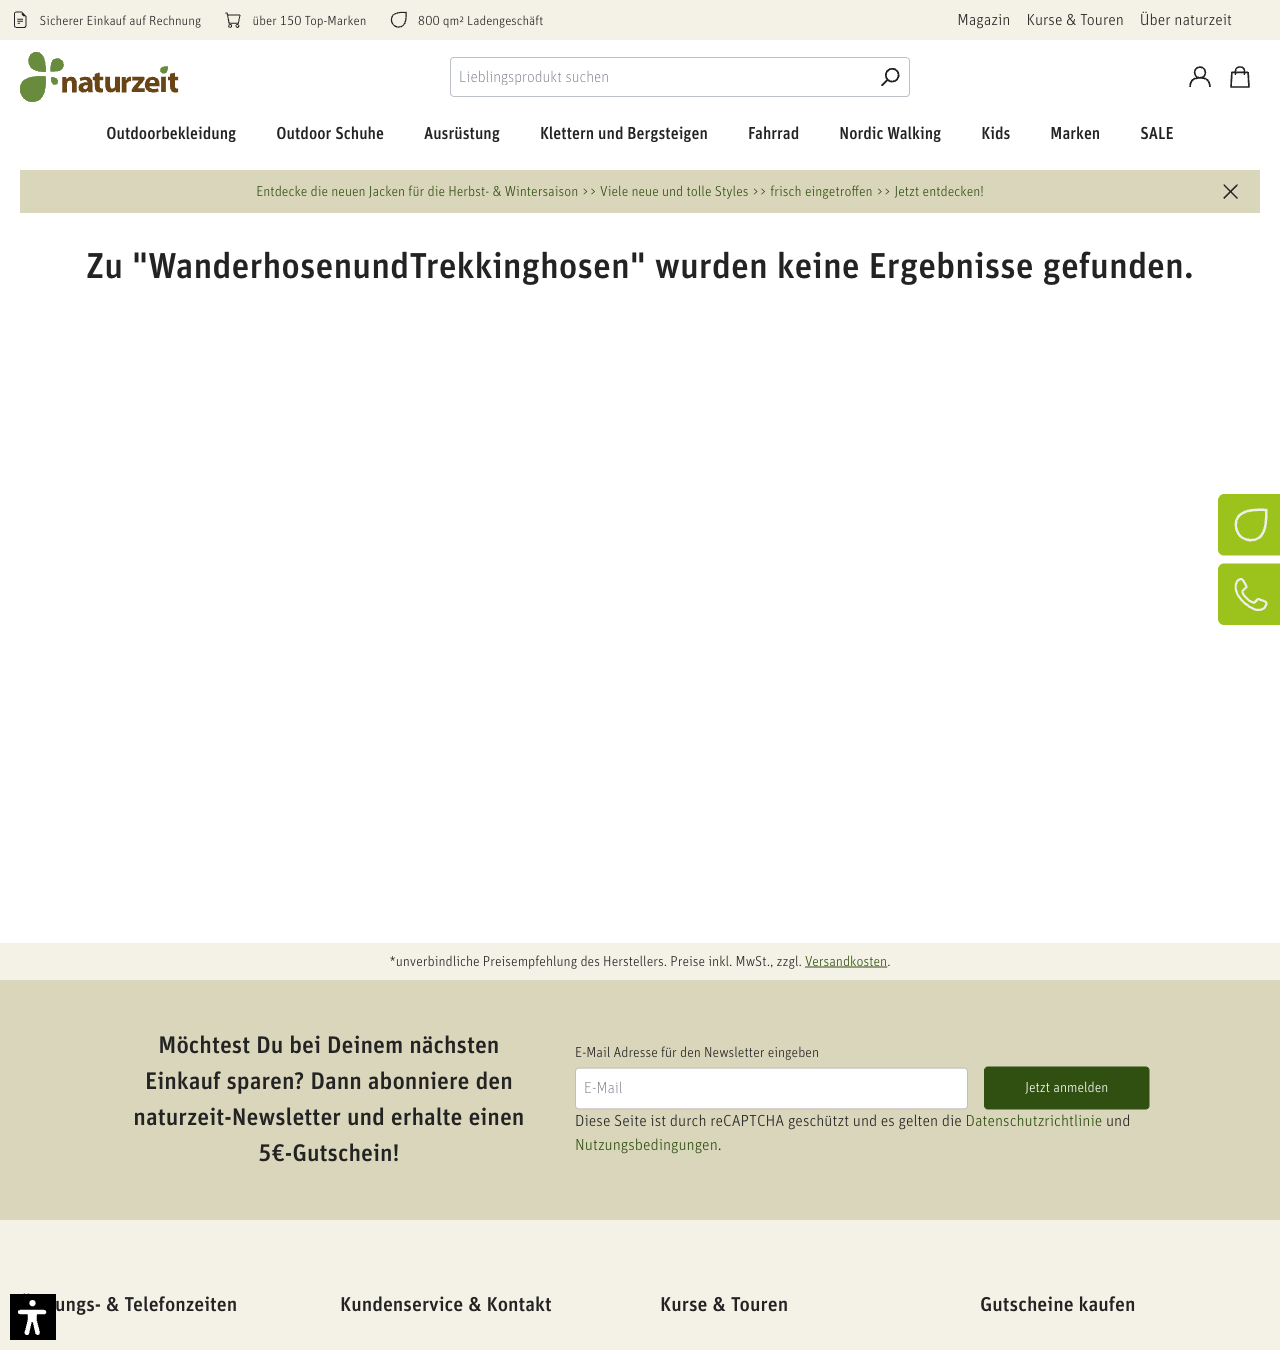 Sicherer Einkauf auf Rechnung über 150 Top-Marken 800 qm² Ladengeschäft Magazin Kurse & Touren Über naturzeit
naturzeit
Lieblingsprodukt suchen
Outdoorbekleidung Outdoor Schuhe Ausrüstung Klettern und Bergsteigen Fahrrad Nordic Walking Kids Marken SALE
Entdecke die neuen Jacken für die Herbst- & Wintersaison >> Viele neue und tolle Styles >> frisch eingetroffen >> Jetzt entdecken!
Zu "WanderhosenundTrekkinghosen" wurden keine Ergebnisse gefunden.
*unverbindliche Preisempfehlung des Herstellers. Preise inkl. MwSt., zzgl. Versandkosten.
Möchtest Du bei Deinem nächsten
Einkauf sparen? Dann abonniere den
naturzeit-Newsletter und erhalte einen
5€-Gutschein!
E-Mail Adresse für den Newsletter eingeben
E-Mail
Jetzt anmelden
Diese Seite ist durch reCAPTCHA geschützt und es gelten die Datenschutzrichtlinie und
Nutzungsbedingungen.
& Telefonzeiten Kundenservice & Kontakt Kurse & Touren Gutscheine kaufen